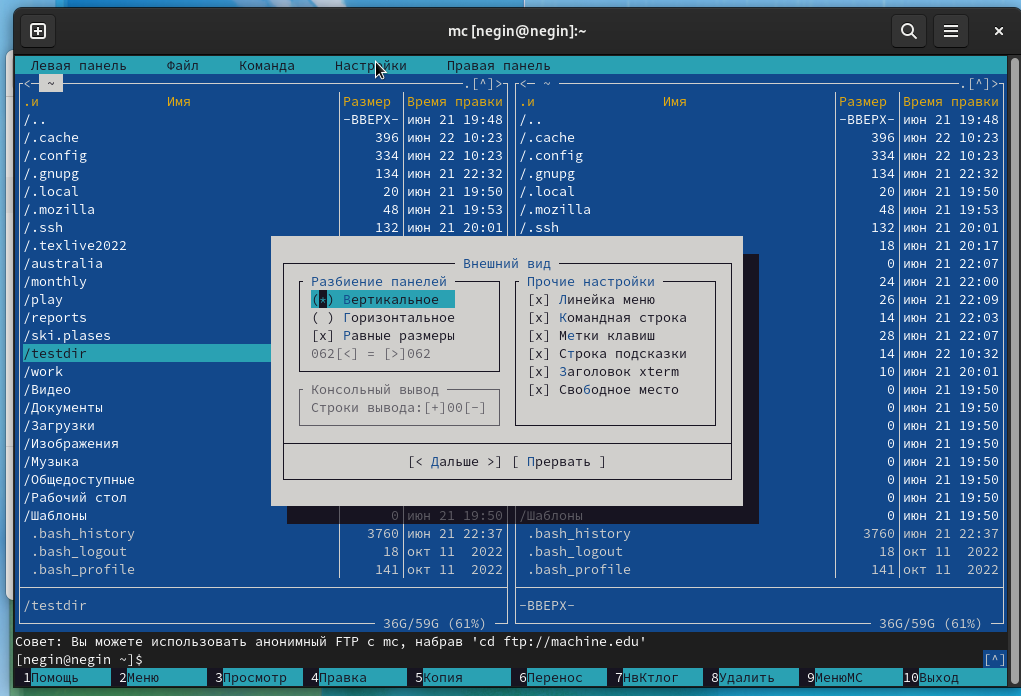 mc [negin@negin]:~
Левая панель Файл Команда Настройки Правая панель
<─ ~ .[^]> <─ ~ .[^]>
.и Имя Размер Время правки .и Имя Размер Время правки
/.. -ВВЕРХ- июн 21 19:48 /.. -ВВЕРХ- июн 21 19:48
/.cache 396 июн 22 10:23 /.cache 396 июн 22 10:23
/.config 334 июн 22 10:23 /.config 334 июн 22 10:23
/.gnupg 134 июн 21 22:32 /.gnupg 134 июн 21 22:32
/.local 20 июн 21 19:50 /.local 20 июн 21 19:50
/.mozilla 48 июн 21 19:53 /.mozilla 48 июн 21 19:53
/.ssh 132 июн 21 20:01 /.ssh 132 июн 21 20:01
/.texlive2022 18 июн 21 20:17
/australia 0 июн 21 22:07
/monthly 24 июн 21 22:00
/play 26 июн 21 22:09
/reports 14 июн 21 22:03
/ski.plases 28 июн 21 22:07
/testdir 14 июн 22 10:32
/work 10 июн 21 20:01
/Видео 0 июн 21 19:50
/Документы 0 июн 21 19:50
/Загрузки 0 июн 21 19:50
/Изображения 0 июн 21 19:50
/Музыка 0 июн 21 19:50
/Общедоступные 0 июн 21 19:50
/Рабочий стол 0 июн 21 19:50
/Шаблоны 0 июн 21 19:50 /Шаблоны 0 июн 21 19:50
.bash_history 3760 июн 21 22:37 .bash_history 3760 июн 21 22:37
.bash_logout 18 окт 11 2022 .bash_logout 18 окт 11 2022
.bash_profile 141 окт 11 2022 .bash_profile 141 окт 11 2022
/testdir -ВВЕРХ-
36G/59G (61%) 36G/59G (61%)
Внешний вид
Разбиение панелей Прочие настройки
(*) Вертикальное [x] Линейка меню
( ) Горизонтальное [x] Командная строка
[x] Равные размеры [x] Метки клавиш
062[<] = [>]062 [x] Строка подсказки
[x] Заголовок xterm
Консольный вывод [x] Свободное место
Строки вывода:[+]00[-]
[< Дальше >] [ Прервать ]
Совет: Вы можете использовать анонимный FTP с mc, набрав 'cd ftp://machine.edu'
[negin@negin ~]$ [^]
1Помощь 2Меню 3Просмотр 4Правка 5Копия 6Перенос 7НвКтлог 8Удалить 9МенюМС 10Выход